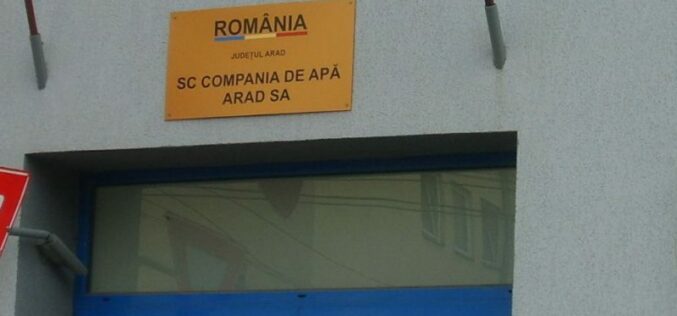 ROMÂNIA
JUDEȚUL ARAD
SC COMPANIA DE APĂ
ARAD SA